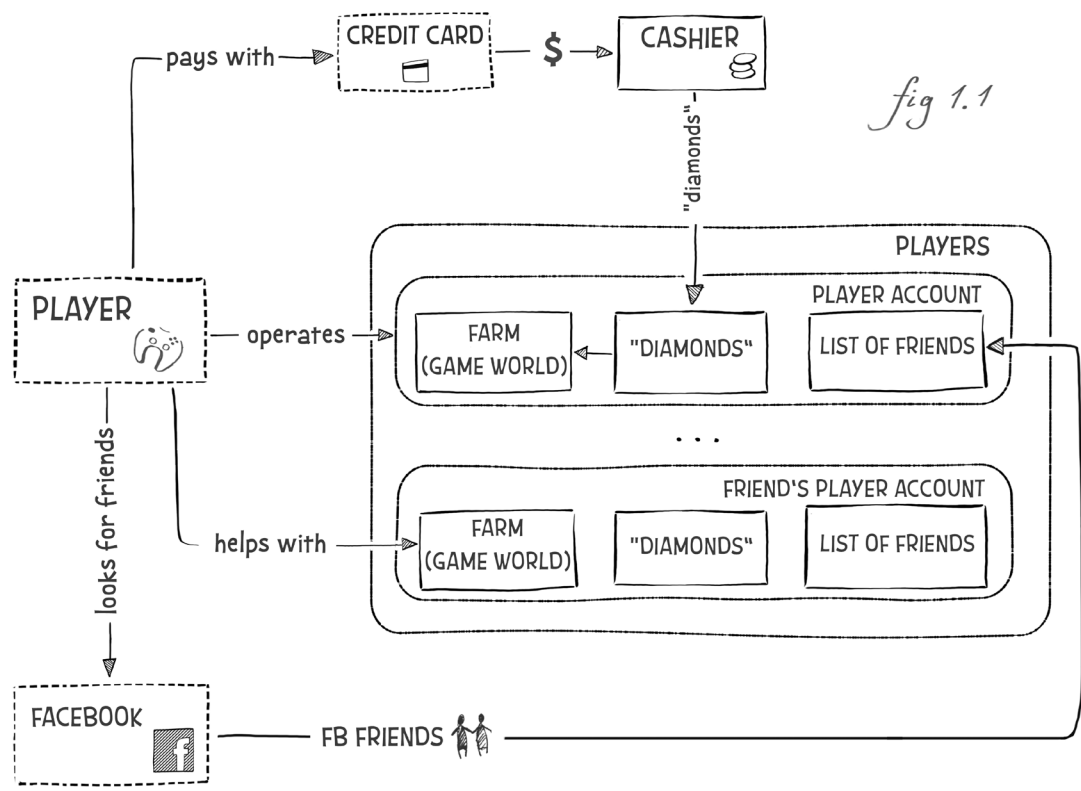 CREDIT CARD
CASHIER
pays with
$
fig 1.1
"diamonds"
PLAYERS
PLAYER
PLAYER ACCOUNT
operates
FARM
(GAME WORLD)
"DIAMONDS"
LIST OF FRIENDS
...
looks for friends
FRIEND'S PLAYER ACCOUNT
helps with
FARM
(GAME WORLD)
"DIAMONDS"
LIST OF FRIENDS
FACEBOOK
f
FB FRIENDS